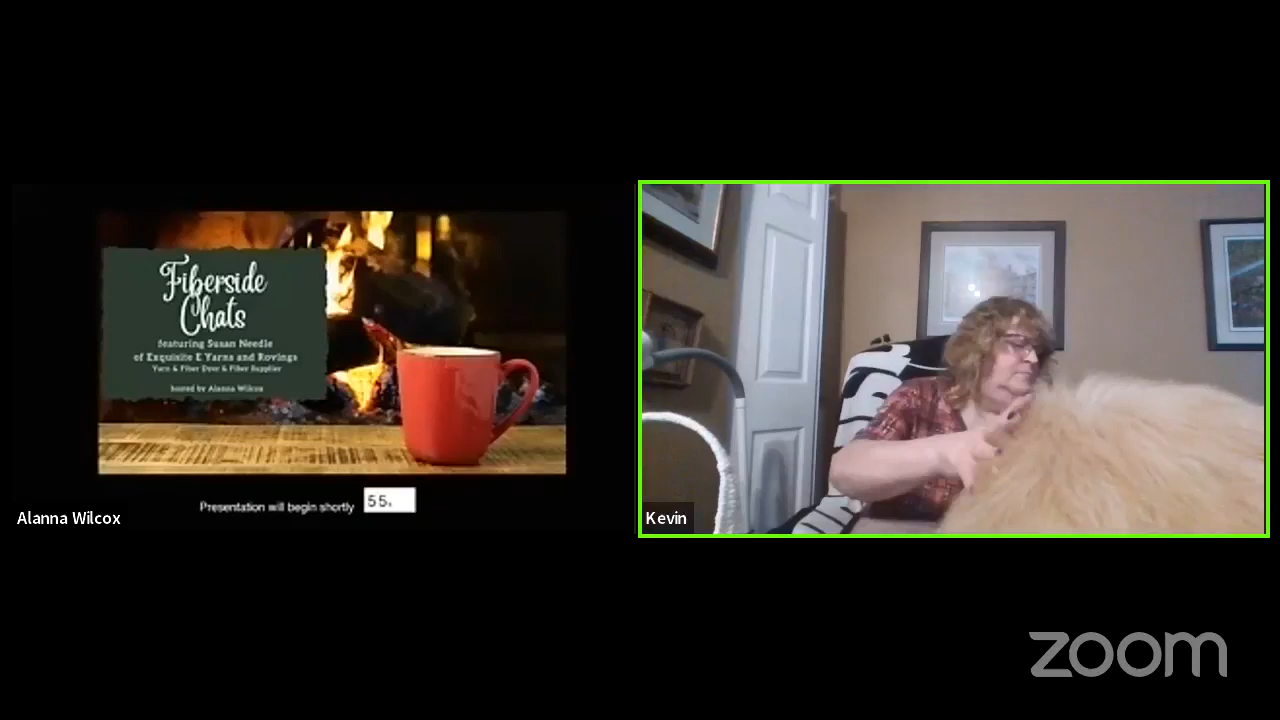 Fiberside
Chats
featuring Susan Needle
of Exquisite E Yarns and Rovings
Yarn & Fiber Dyer & Fiber Supplier
hosted by Alanna Wilcox
Presentation will begin shortly
55
Alanna Wilcox
Kevin
zoom